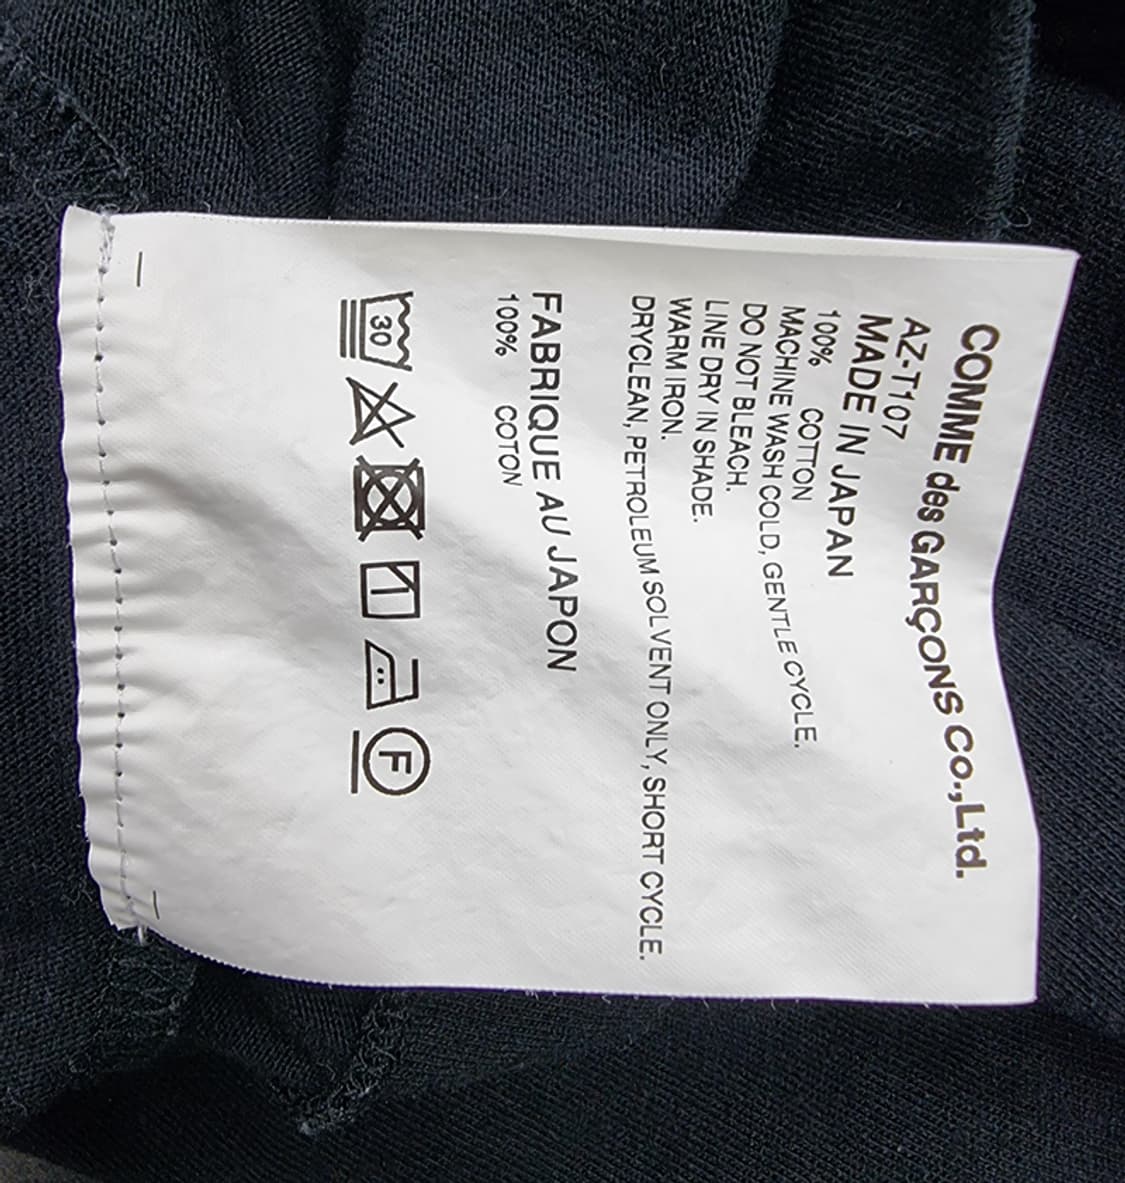 COMME des GARÇONS CO.,Ltd.
AZ-T107
MADE IN JAPAN
100% COTTON
MACHINE WASH COLD, GENTLE CYCLE.
DO NOT BLEACH.
LINE DRY IN SHADE.
WARM IRON.
DRYCLEAN, PETROLEUM SOLVENT ONLY, SHORT CYCLE.
FABRIQUE AU JAPON
100% COTON
30
F